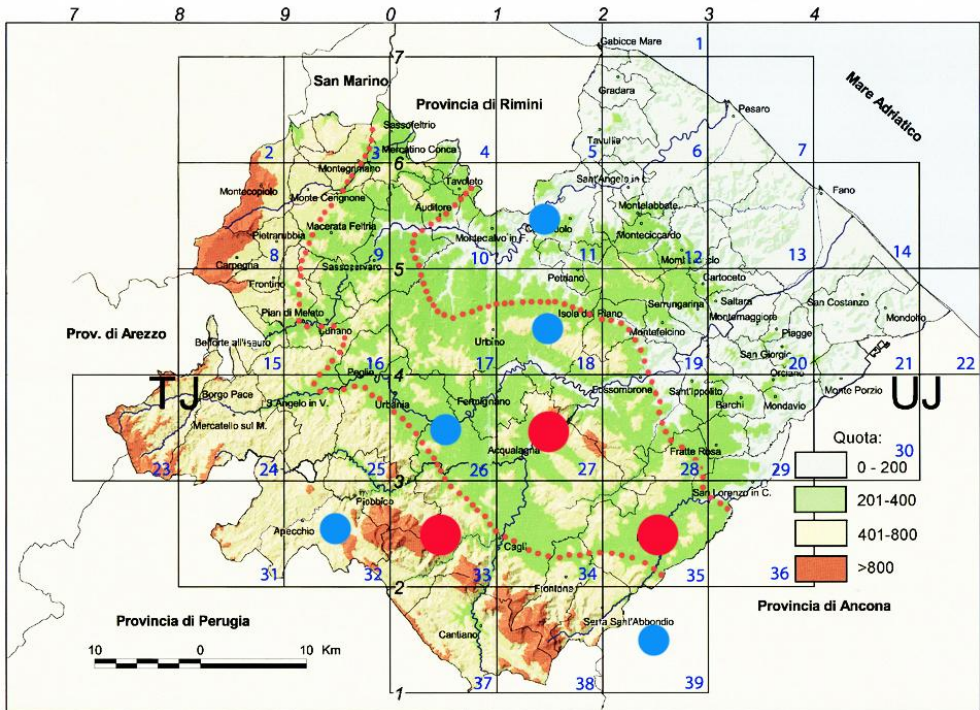 7 8 9 0 1 2 3 4
Gabicce Mare 1
7
San Marino
Gradara
Provincia di Rimini
Mare Adriatico
Pesaro
Sassofeltrio
Tavullia
Mercatino Conca
2 3 6 4 5 6 7
Montegrimano
Tavoleto
Sant'Angelo in L.
Montecopiolo
Monte Cerignone
Fano
Auditore
Montelabbate
Macerata Feltria
Pietrarubbia
Montecalvo in F.
Monteciccardo
8 9 10 11 12 13 14
Carpegna
Sassocorvaro
5
Petriano
Cartoceto
Frontino
Serrungarina
Saltara
San Costanzo
Pian di Meleto
Isola del Piano
Montemaggiore
Mondolfo
Prov. di Arezzo
Lunano
Montefelcino
Piagge
Belforte all'Isauro
Urbino
San Giorgio
15 16 17 18 19 20 21 22
Peglio
4
Orciano
TJ
Borgo Pace
Fossombrone
Sant'Ippolito
Monte Porzio
UJ
S.Angelo in V.
Urbania
Fermignano
Barchi
Mondavio
Mercatello sul M.
Quota:
Acqualagna
Fratte Rosa
23 24 25 26 27 28 29 30
0 - 200
3
San Lorenzo in C.
201-400
Piobbico
Apecchio
401-800
Cagli
31 32 33 34 35 36
>800
2
Frontone
Provincia di Ancona
Provincia di Perugia
Serra Sant'Abbondio
Cantiano
10 0 10 Km
37 38 39
1